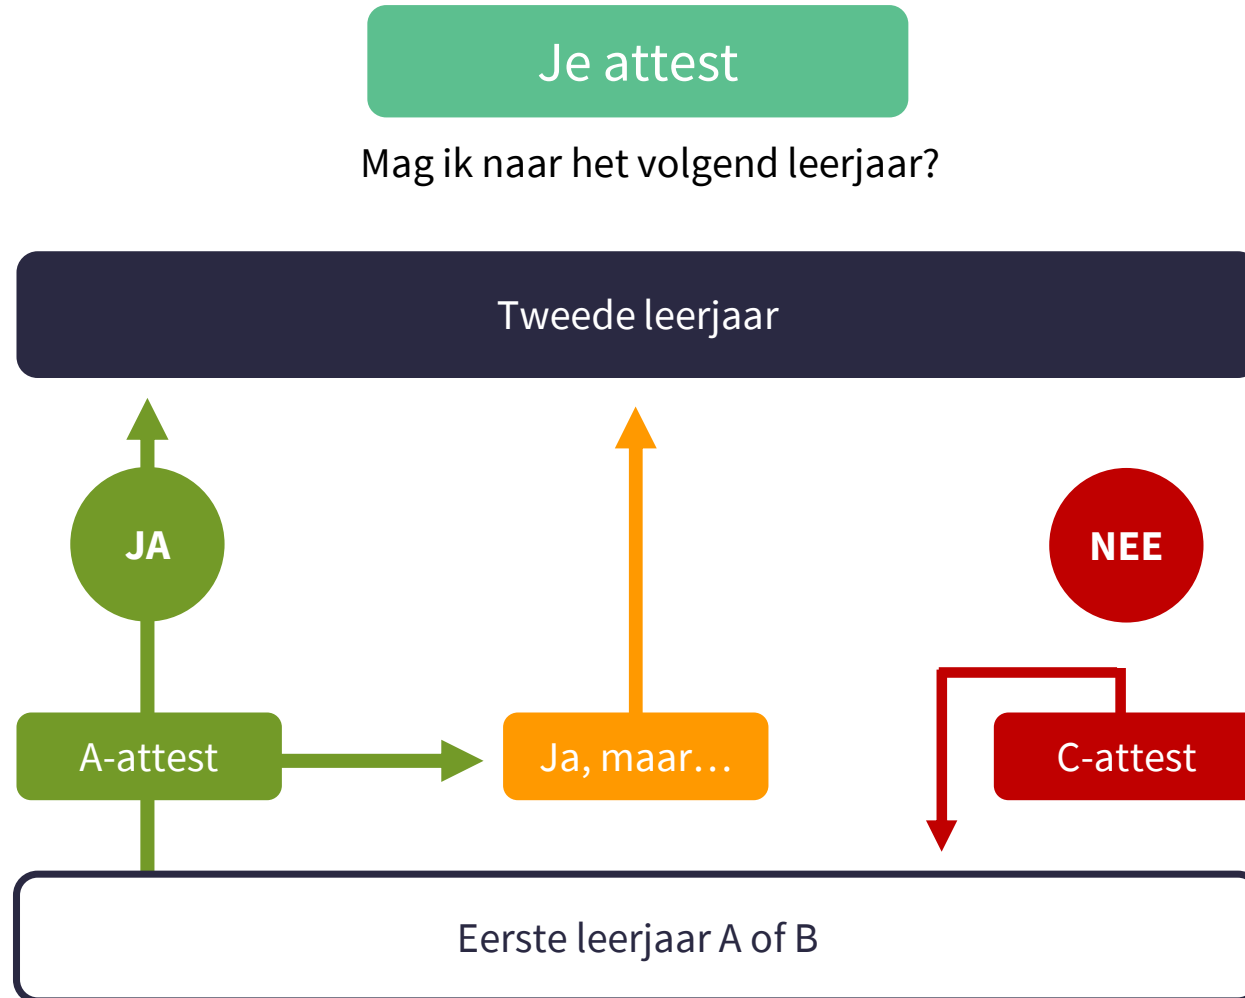 Je attest
Mag ik naar het volgend leerjaar?
Tweede leerjaar
JA
NEE
A-attest
Ja, maar…
C-attest
Eerste leerjaar A of B